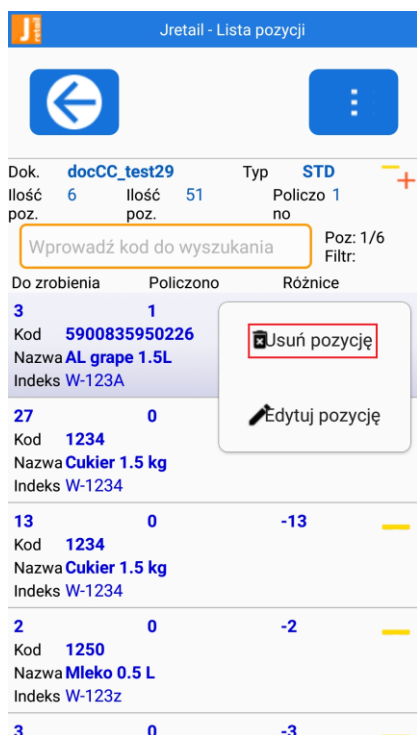 J retail
Jretail - Lista pozycji
Dok. docCC_test29 Typ STD
Ilość poz. 6 Ilość poz. 51 Policzono 1
Wprowadź kod do wyszukania
Poz: 1/6
Filtr:
Do zrobienia Policzono Różnice
3 1
Kod 5900835950226
Nazwa AL grape 1.5L
Indeks W-123A
Usuń pozycję
Edytuj pozycję
27 0
Kod 1234
Nazwa Cukier 1.5 kg
Indeks W-1234
13 0 -13
Kod 1234
Nazwa Cukier 1.5 kg
Indeks W-1234
2 0 -2
Kod 1250
Nazwa Mleko 0.5 L
Indeks W-123z
3 0 -3